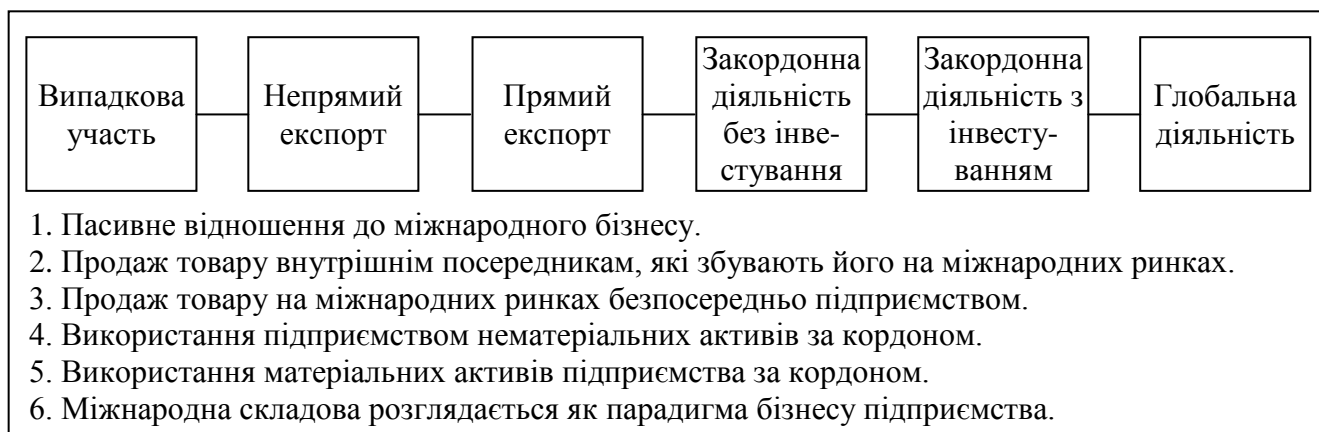 Випадкова
участь
Непрямий
експорт
Прямий
експорт
Закордонна
діяльність
без інве-
стування
Закордонна
діяльність з
інвесту-
ванням
Глобальна
діяльність
1. Пасивне відношення до міжнародного бізнесу.
2. Продаж товару внутрішнім посередникам, які збувають його на міжнародних ринках.
3. Продаж товару на міжнародних ринках безпосередньо підприємством.
4. Використання підприємством нематеріальних активів за кордоном.
5. Використання матеріальних активів підприємства за кордоном.
6. Міжнародна складова розглядається як парадигма бізнесу підприємства.